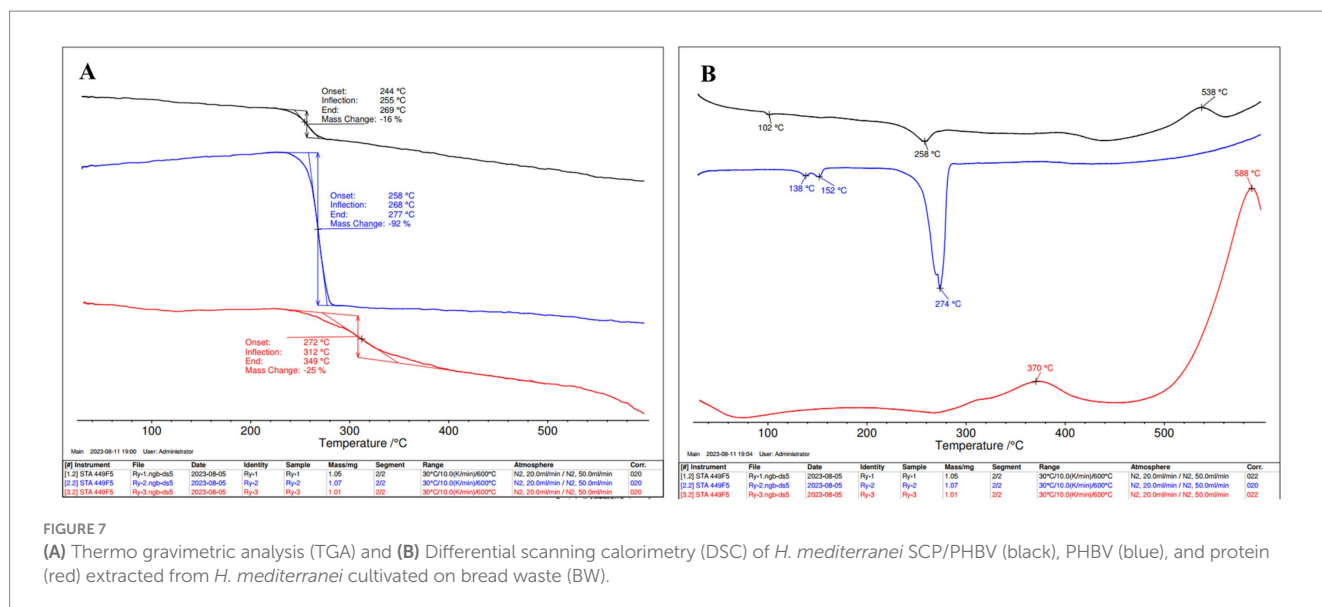 A
Onset: 244 °C
Inflection: 255 °C
End: 269 °C
Mass Change: -16 %
Onset: 258 °C
Inflection: 268 °C
End: 277 °C
Mass Change: -92 %
Onset: 272 °C
Inflection: 312 °C
End: 349 °C
Mass Change: -25 %
100 200 300 400 500
Temperature /°C
Main 2023-08-11 19:00 User: Administrator
[#] Instrument File Date Identity Sample Mass/mg Segment Range Atmosphere Corr.
[1.2] STA 449F5 Ry-1.ngb-ds5 2023-08-05 Ry-1 Ry-1 1.05 2/2 30°C/10.0(K/min)/600°C N2, 20.0ml/min / N2, 50.0ml/min 020
[2.2] STA 449F5 Ry-2.ngb-ds5 2023-08-05 Ry-2 Ry-2 1.07 2/2 30°C/10.0(K/min)/600°C N2, 20.0ml/min / N2, 50.0ml/min 020
[3.2] STA 449F5 Ry-3.ngb-ds5 2023-08-05 Ry-3 Ry-3 1.01 2/2 30°C/10.0(K/min)/600°C N2, 20.0ml/min / N2, 50.0ml/min 020
B
538 °C
102 °C
258 °C
138 °C 152 °C
588 °C
274 °C
370 °C
100 200 300 400 500
Temperature /°C
Main 2023-08-11 19:04 User: Administrator
[#] Instrument File Date Identity Sample Mass/mg Segment Range Atmosphere Corr.
[1.2] STA 449F5 Ry-1.ngb-ds5 2023-08-05 Ry-1 Ry-1 1.05 2/2 30°C/10.0(K/min)/600°C N2, 20.0ml/min / N2, 50.0ml/min 022
[2.2] STA 449F5 Ry-2.ngb-ds5 2023-08-05 Ry-2 Ry-2 1.07 2/2 30°C/10.0(K/min)/600°C N2, 20.0ml/min / N2, 50.0ml/min 020
[3.2] STA 449F5 Ry-3.ngb-ds5 2023-08-05 Ry-3 Ry-3 1.01 2/2 30°C/10.0(K/min)/600°C N2, 20.0ml/min / N2, 50.0ml/min 022
FIGURE 7
(A) Thermo gravimetric analysis (TGA) and (B) Differential scanning calorimetry (DSC) of H. mediterranei SCP/PHBV (black), PHBV (blue), and protein
(red) extracted from H. mediterranei cultivated on bread waste (BW).